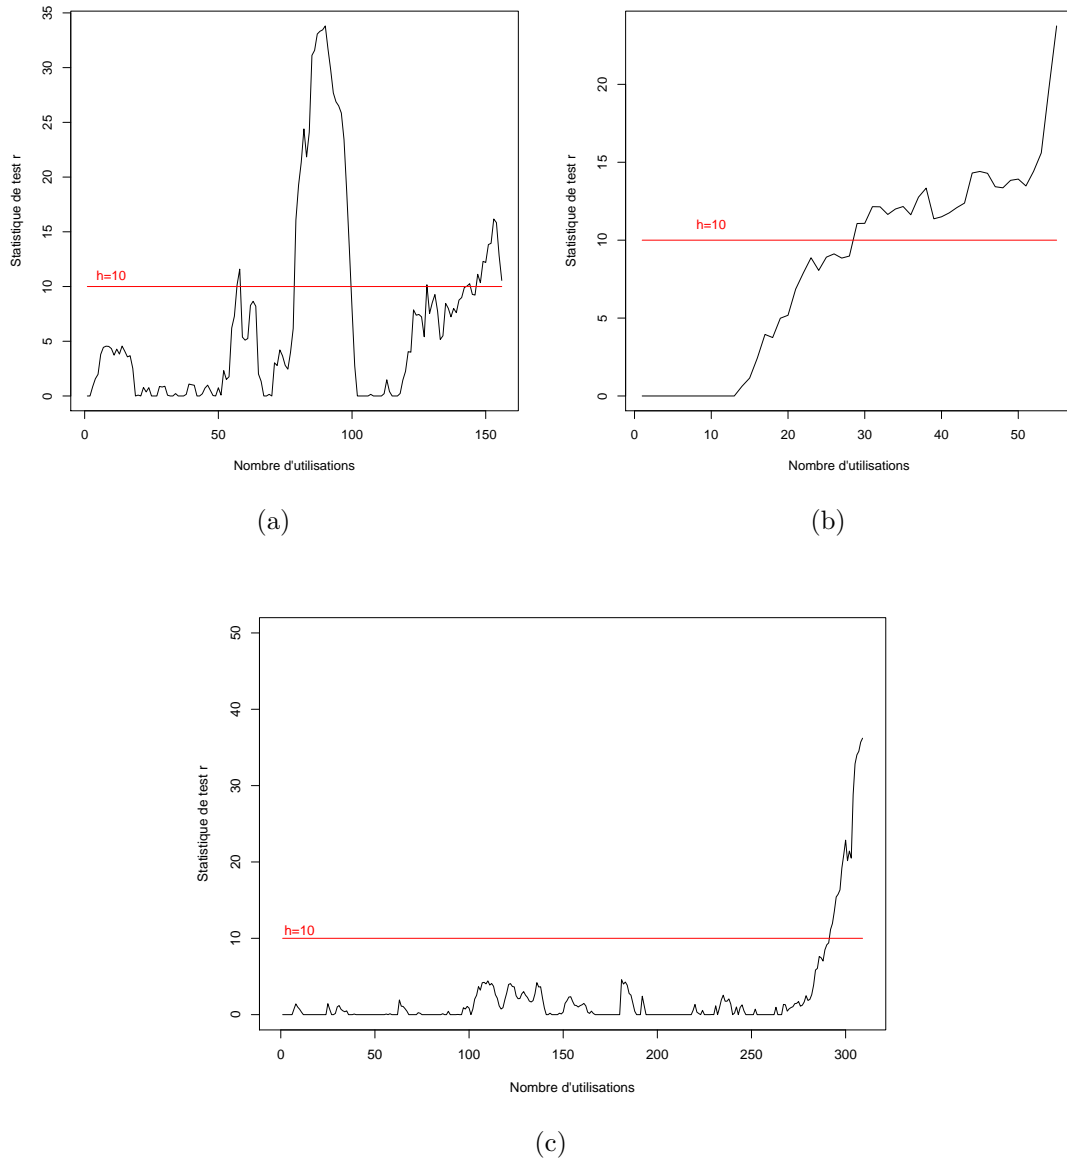 35
30
25
20
15
10
5
0
Statistique de test r
h=10
0 50 100 150
Nombre d'utilisations
(a)
20
15
10
5
0
Statistique de test r
h=10
0 10 20 30 40 50
Nombre d'utilisations
(b)
50
40
30
20
10
0
Statistique de test r
h=10
0 50 100 150 200 250 300
Nombre d'utilisations
(c)